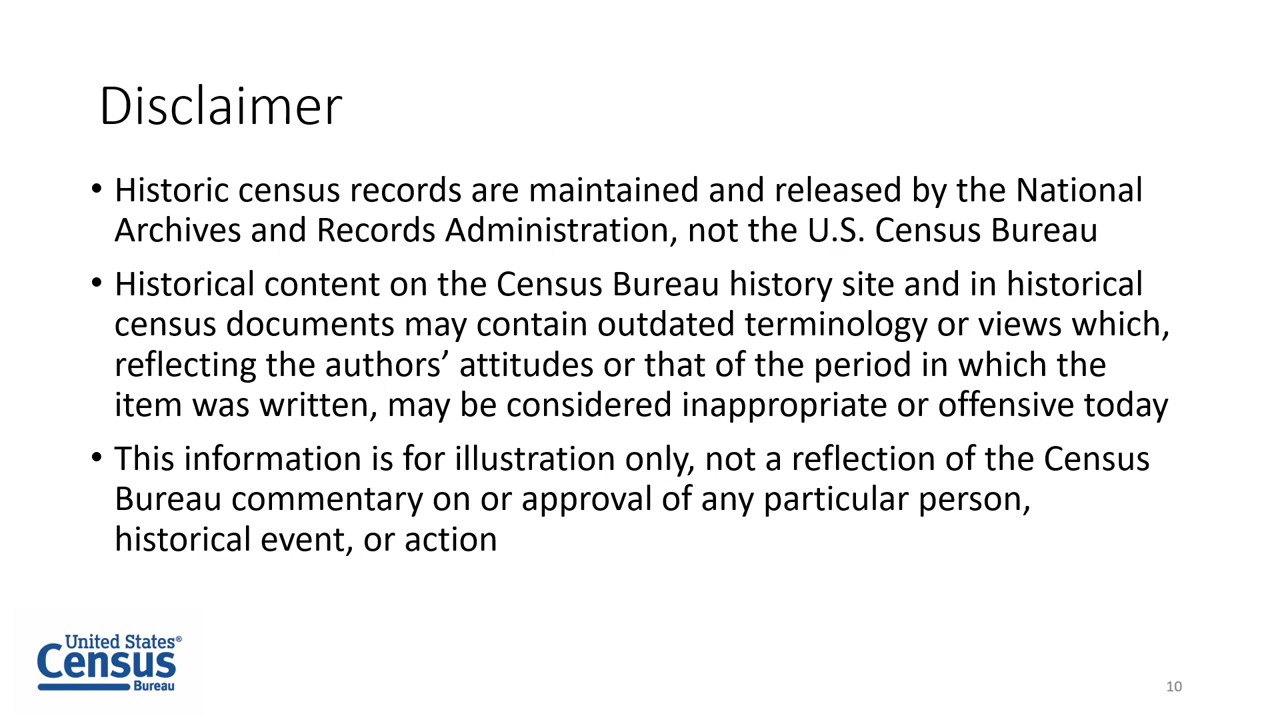 Disclaimer
• Historic census records are maintained and released by the National
Archives and Records Administration, not the U.S. Census Bureau
• Historical content on the Census Bureau history site and in historical
census documents may contain outdated terminology or views which,
reflecting the authors’ attitudes or that of the period in which the
item was written, may be considered inappropriate or offensive today
• This information is for illustration only, not a reflection of the Census
Bureau commentary on or approval of any particular person,
historical event, or action
United States®
Census
Bureau
10